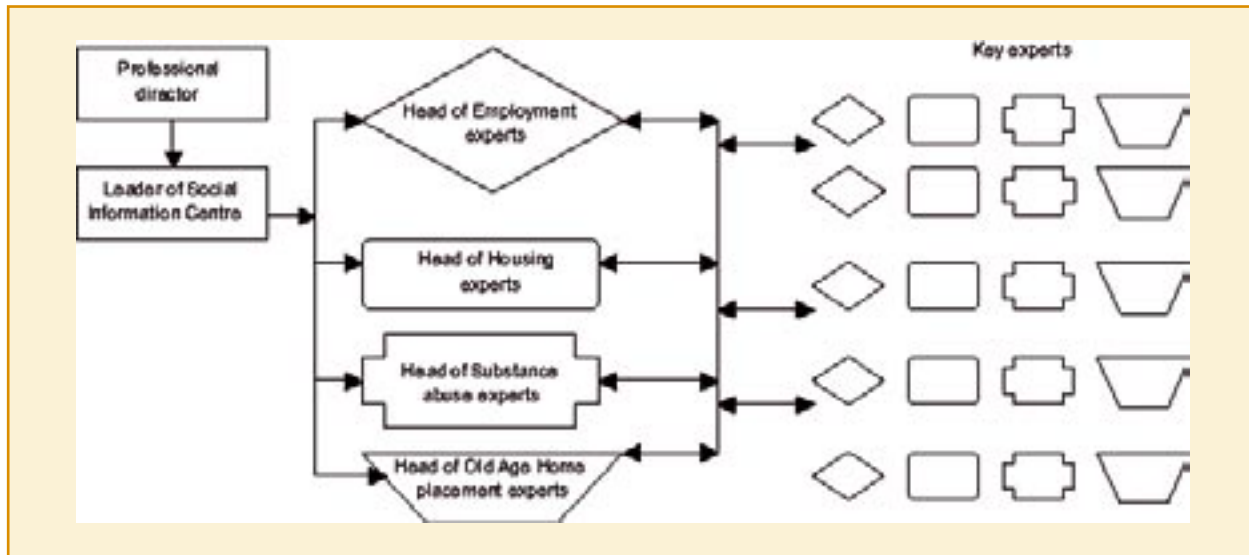 Professional
director
Leader of Social
Information Centre
Head of Employment
experts
Head of Housing
experts
Head of Substance
abuse experts
Head of Old Age Home
placement experts
Key experts